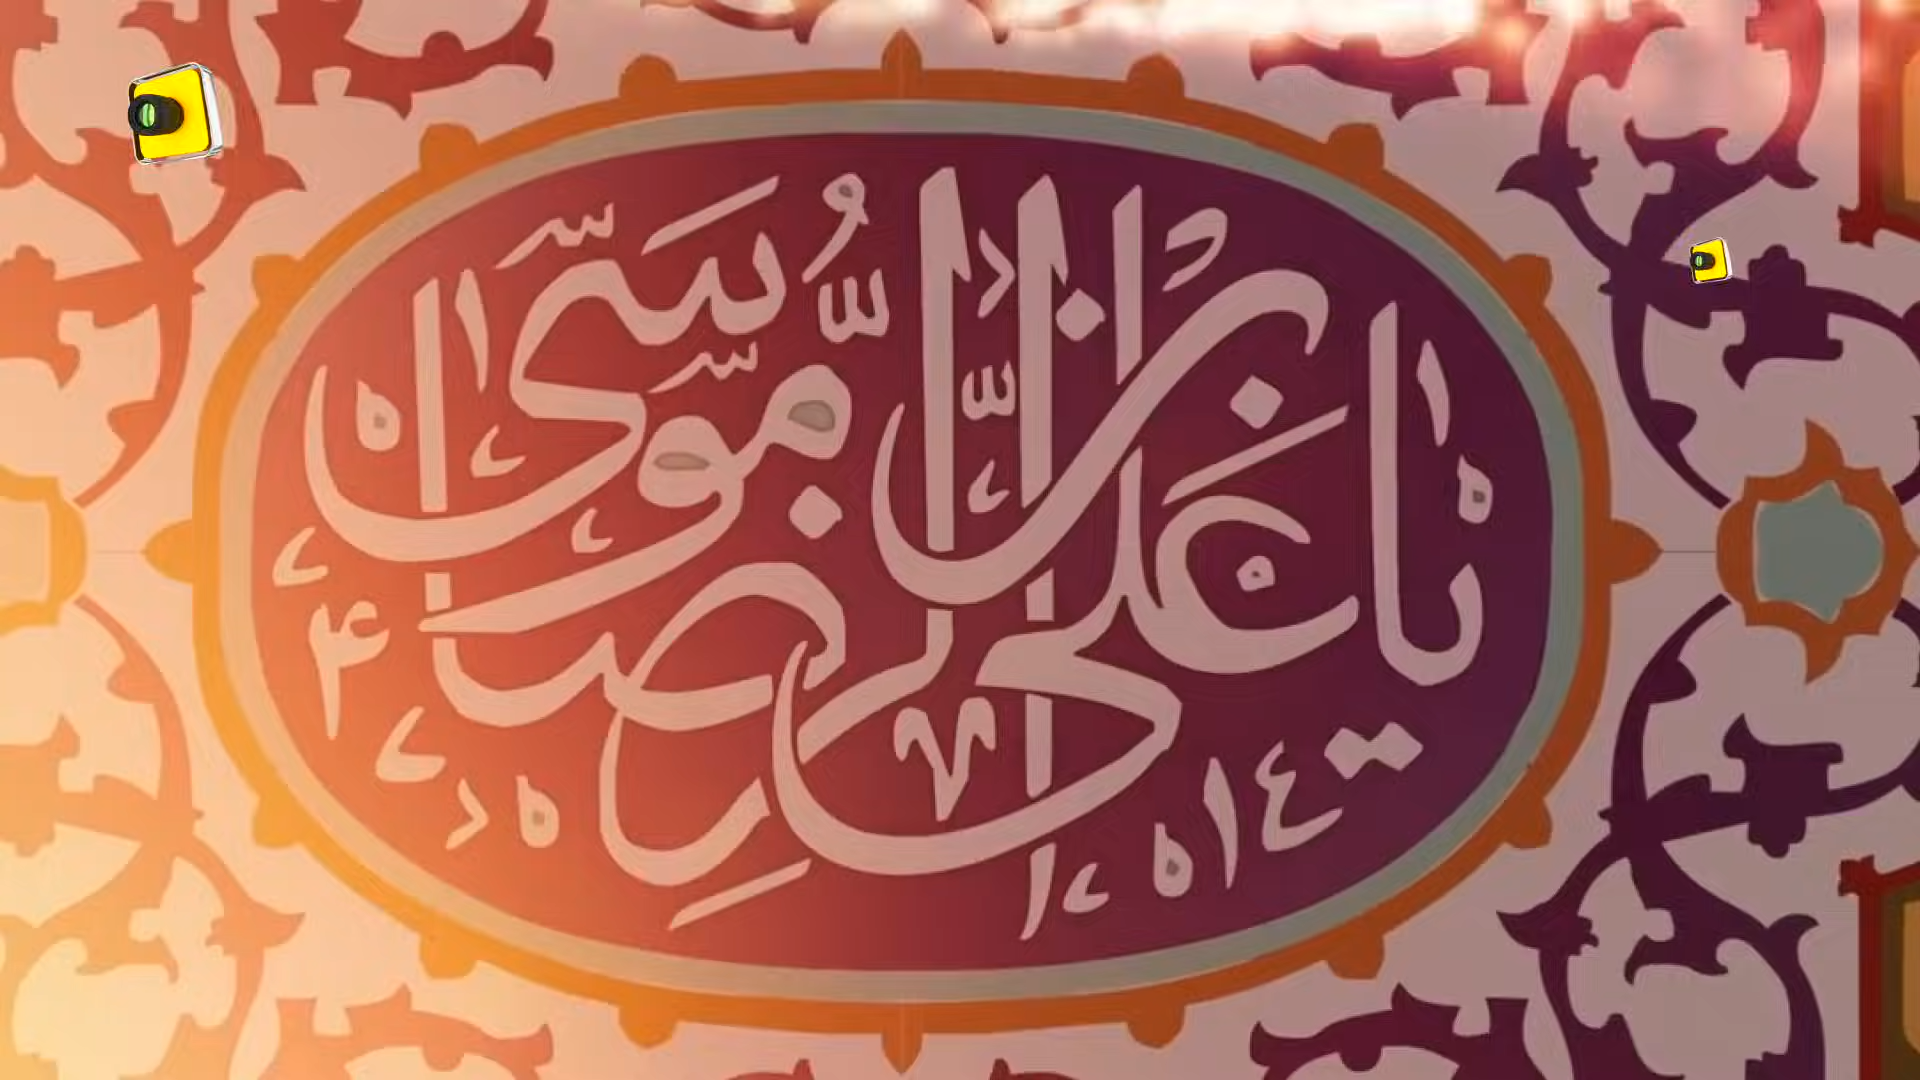 یا علی بن موسی الرضا